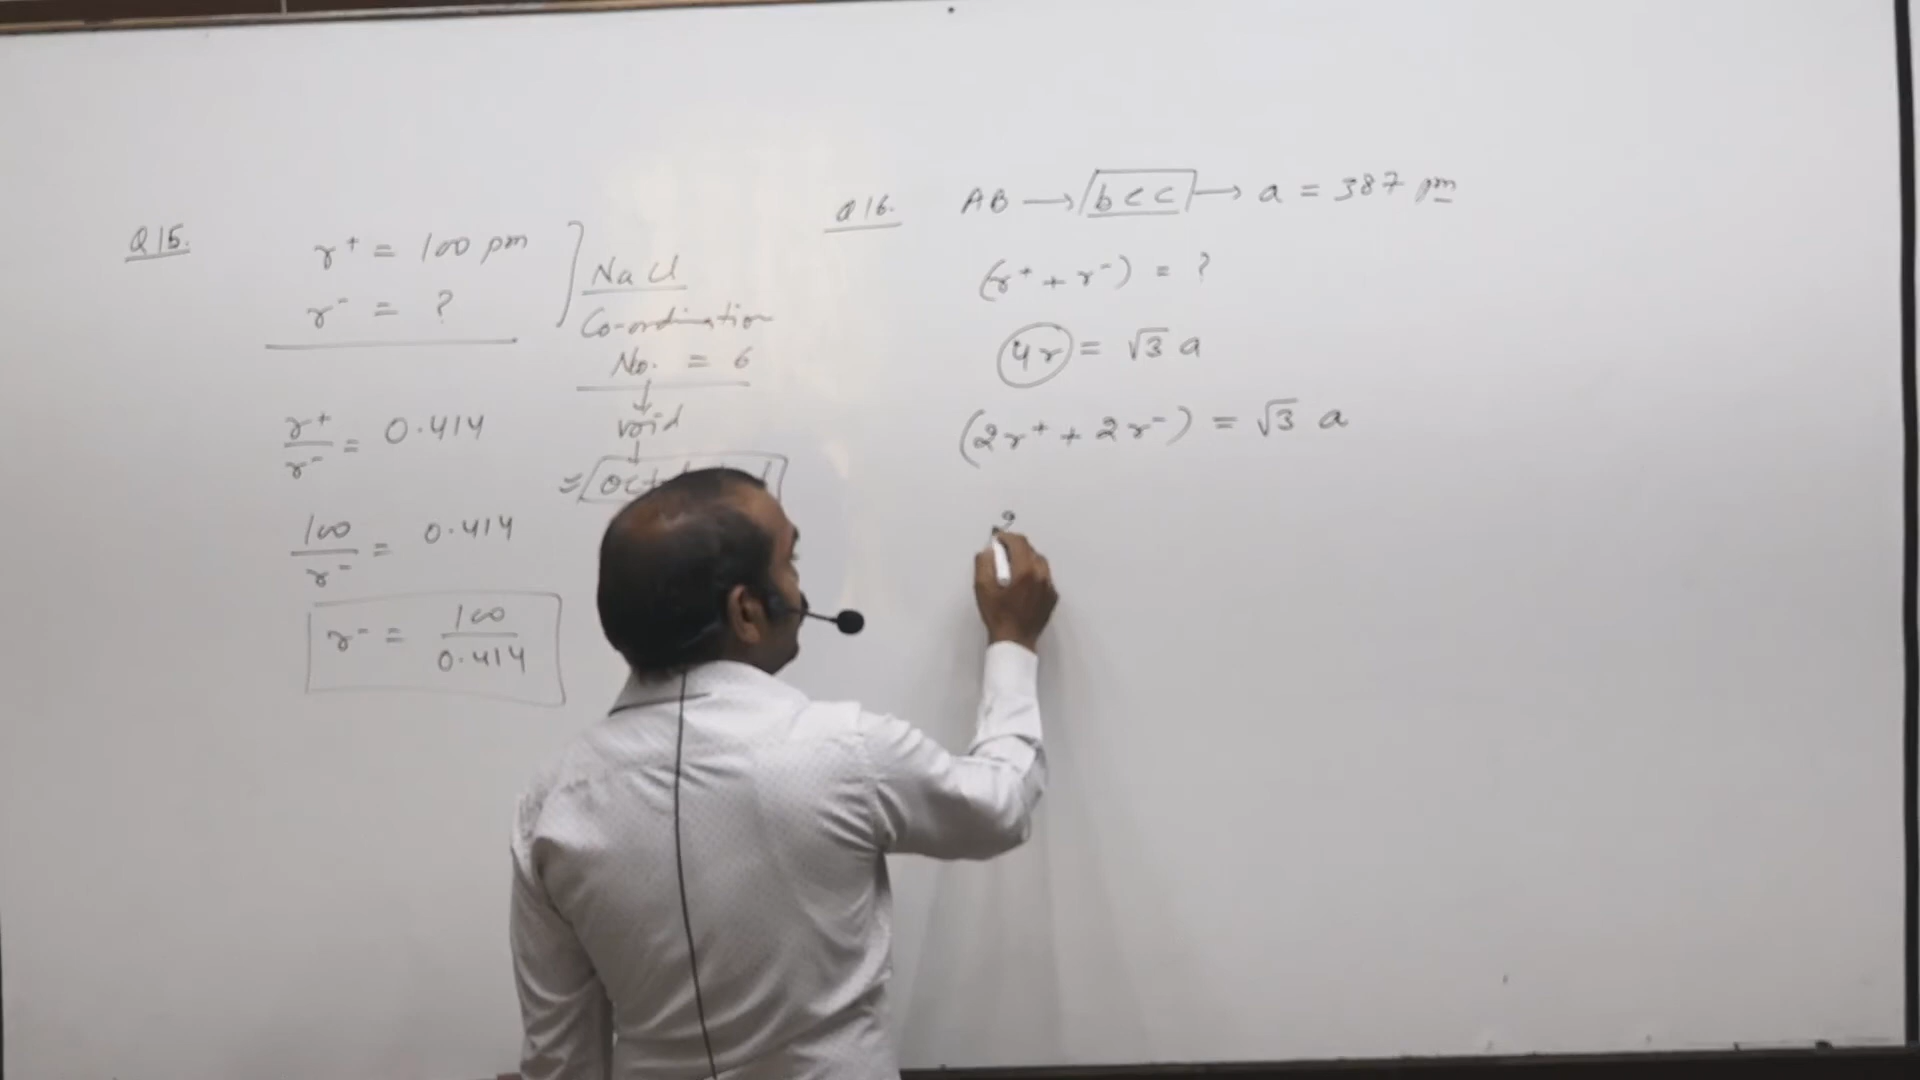 Q15.
r⁺ = 100 pm
r⁻ = ?
NaCl
Co-ordination
No. = 6
↓
void
↓
=
r⁺/r⁻ = 0.414
100/r⁻ = 0.414
r⁻ = 100/0.414
Q16. AB → bcc → a = 387 pm
(r⁺ + r⁻) = ?
4r = √3 a
(2r⁺ + 2r⁻) = √3 a
2